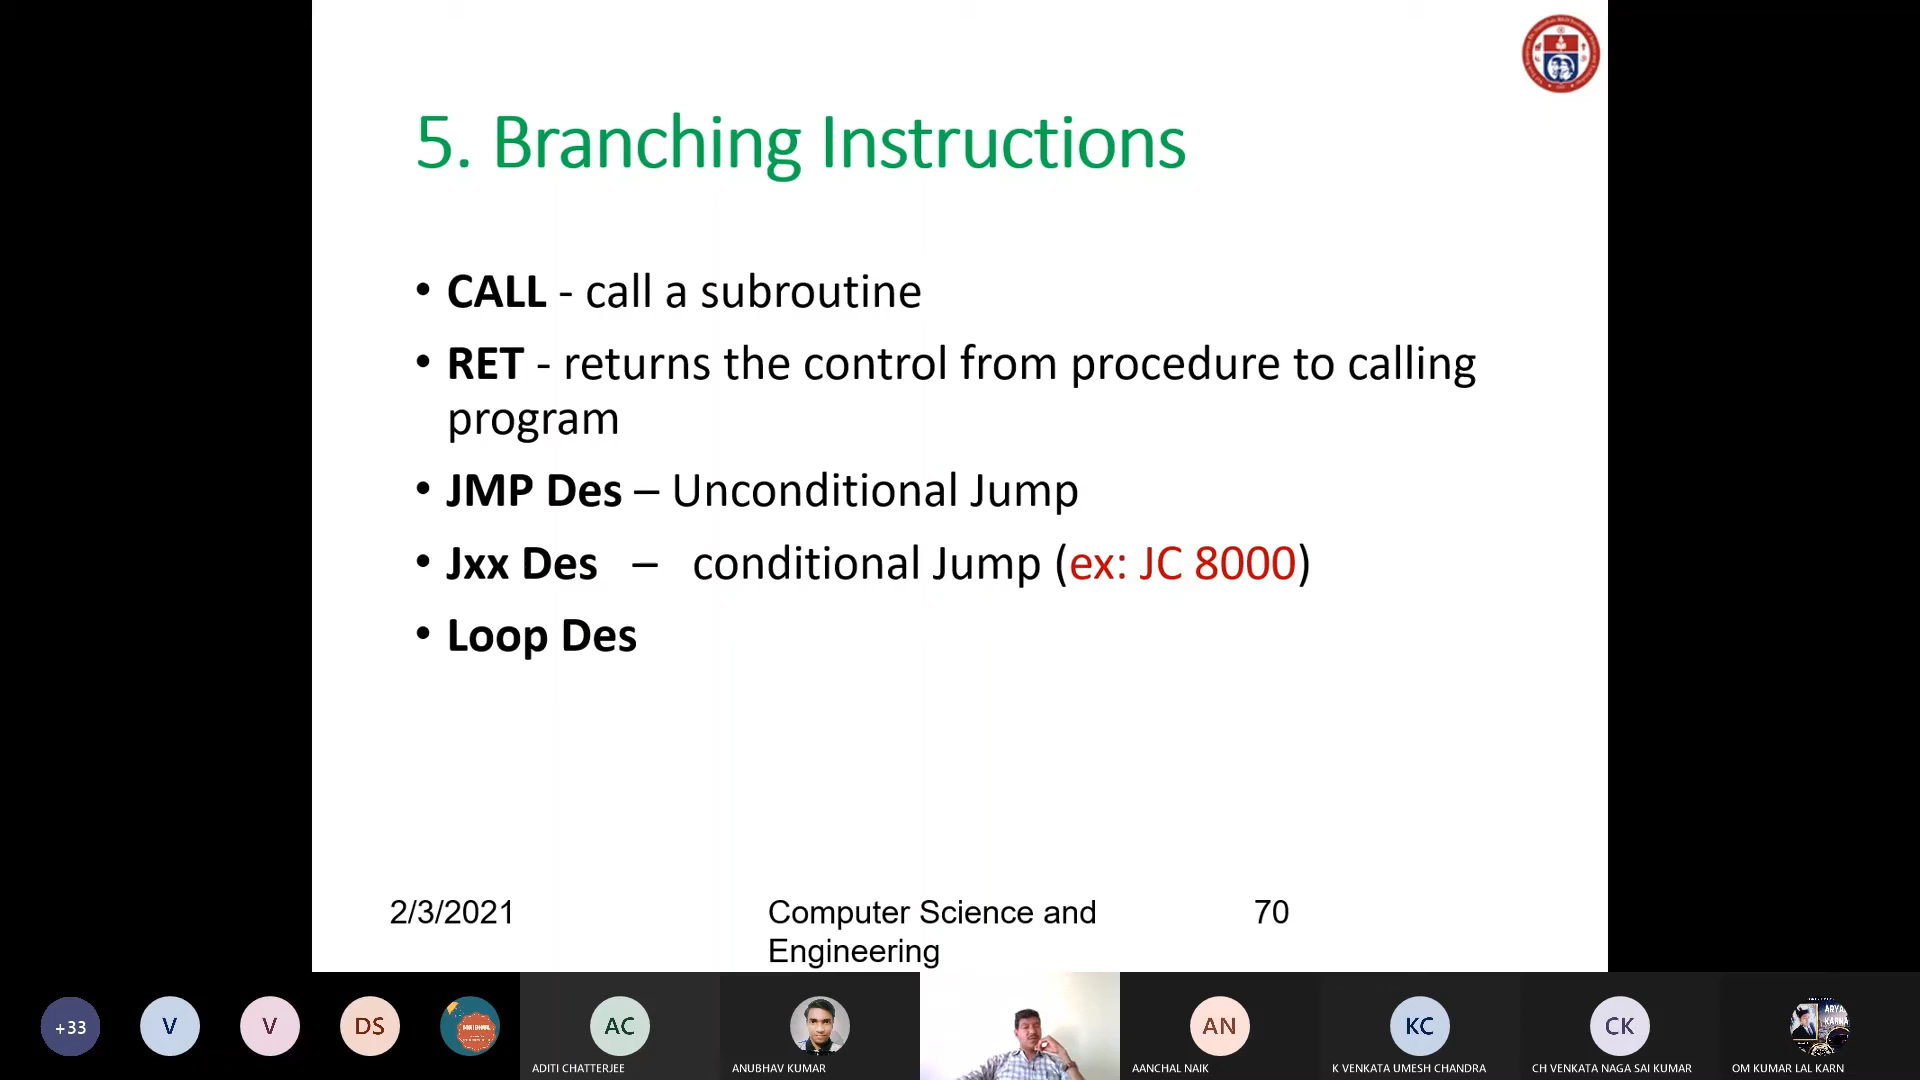 5. Branching Instructions
• CALL - call a subroutine
• RET - returns the control from procedure to calling
program
• JMP Des – Unconditional Jump
• Jxx Des – conditional Jump (ex: JC 8000)
• Loop Des
2/3/2021
Computer Science and
Engineering
70
+33
V
V
DS
AC
AN
KC
CK
ARYA
KARNA
ADITI CHATTERJEE
ANUBHAV KUMAR
AANCHAL NAIK
K VENKATA UMESH CHANDRA
CH VENKATA NAGA SAI KUMAR
OM KUMAR LAL KARN